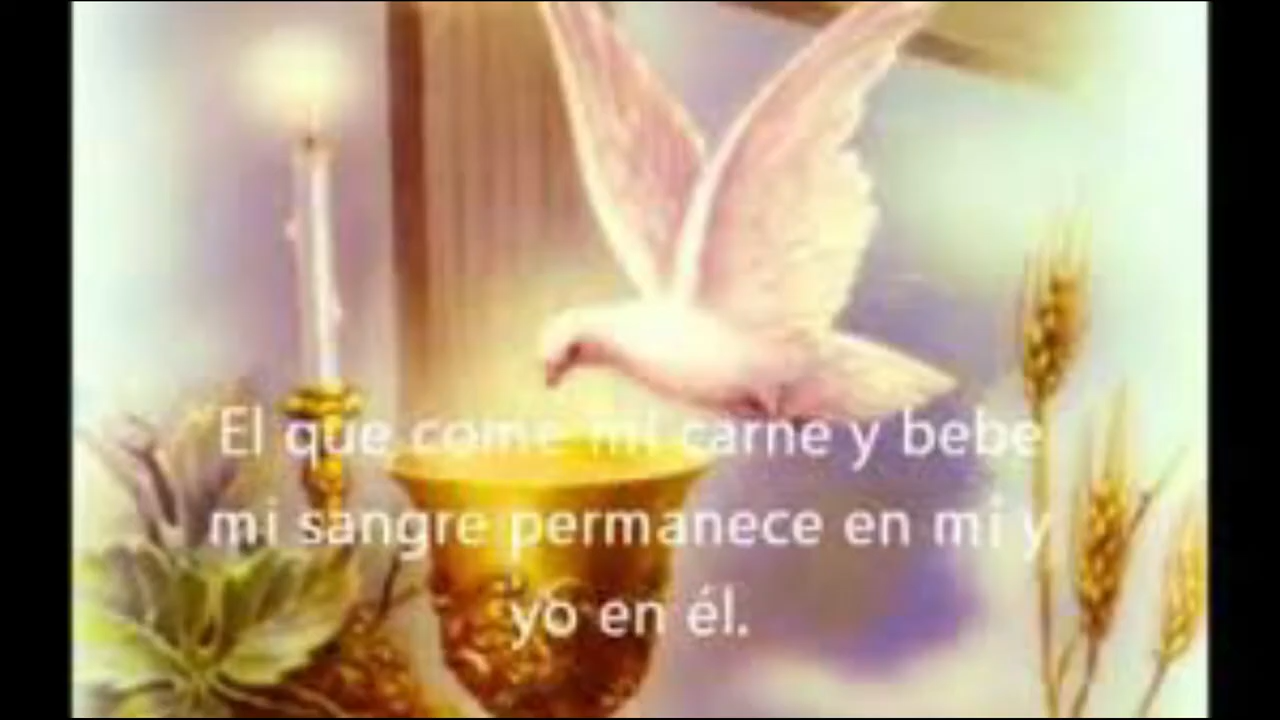 El que come mi carne y bebe
mi sangre permanece en mi y
yo en él.